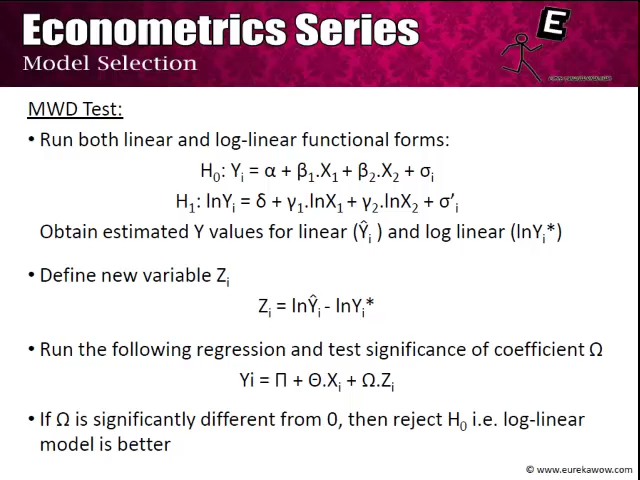 Econometrics Series
Model Selection
E
MWD Test:
• Run both linear and log-linear functional forms:
H₀: Yᵢ = α + β₁.X₁ + β₂.X₂ + σᵢ
H₁: lnYᵢ = δ + γ₁.lnX₁ + γ₂.lnX₂ + σ’ᵢ
Obtain estimated Y values for linear (Ŷᵢ ) and log linear (lnYᵢ*)
• Define new variable Zᵢ
Zᵢ = lnŶᵢ - lnYᵢ*
• Run the following regression and test significance of coefficient Ω
Yi = Π + Θ.Xᵢ + Ω.Zᵢ
• If Ω is significantly different from 0, then reject H₀ i.e. log-linear
model is better
© www.eurekawow.com